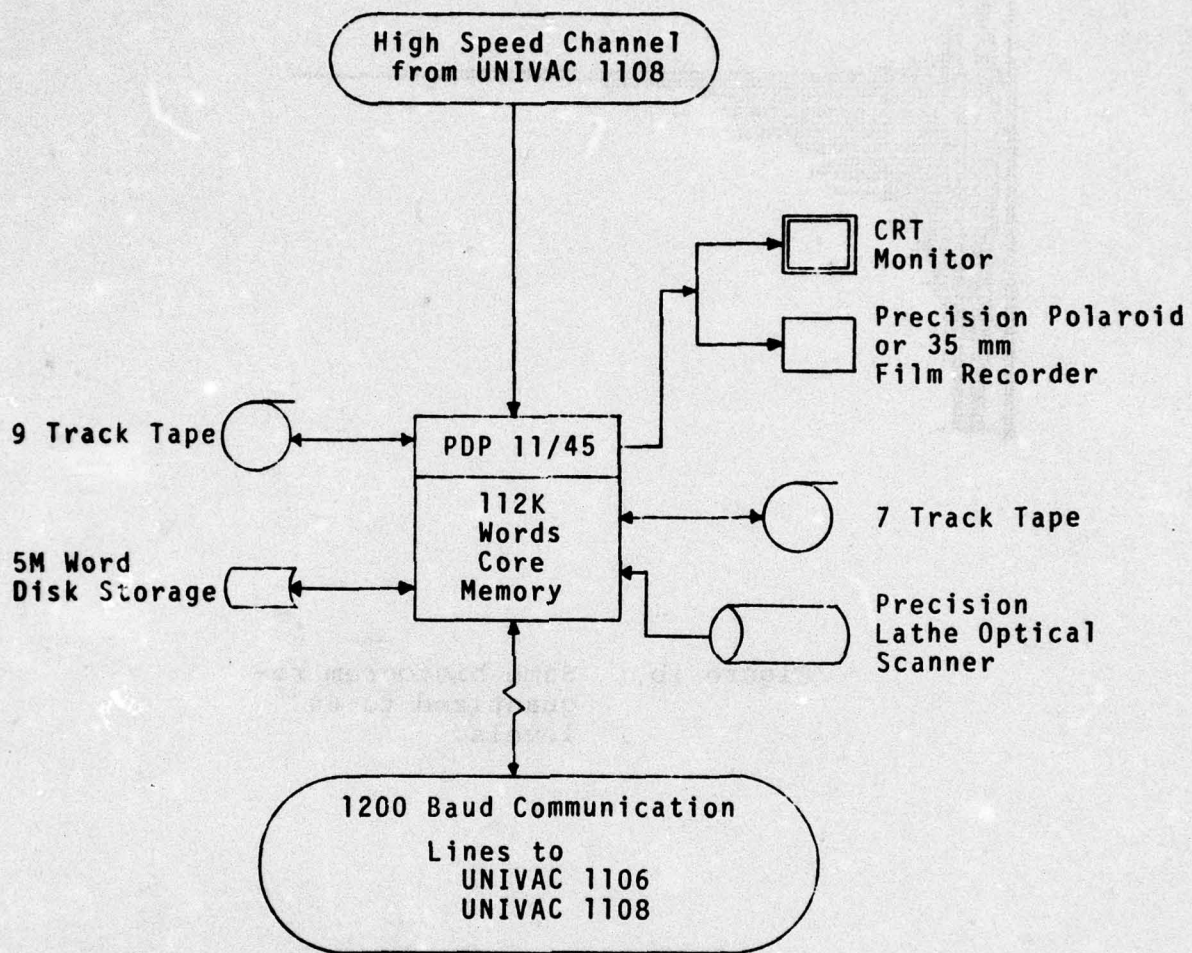 High Speed Channel
from UNIVAC 1108
CRT
Monitor
Precision Polaroid
or 35 mm
Film Recorder
9 Track Tape
PDP 11/45
112K
Words
Core
Memory
7 Track Tape
5M Word
Disk Storage
Precision
Lathe Optical
Scanner
1200 Baud Communication
Lines to
UNIVAC 1106
UNIVAC 1108